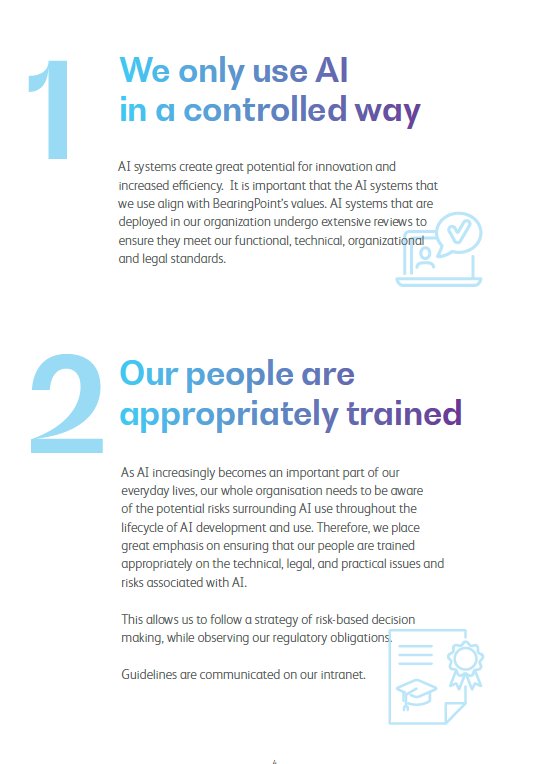 1
We only use AI
in a controlled way
AI systems create great potential for innovation and
increased efficiency.  It is important that the AI systems that
we use align with BearingPoint's values. AI systems that are
deployed in our organization undergo extensive reviews to
ensure they meet our functional, technical, organizational
and legal standards.
2
Our people are
appropriately trained
As AI increasingly becomes an important part of our
everyday lives, our whole organisation needs to be aware
of the potential risks surrounding AI use throughout the
lifecycle of AI development and use. Therefore, we place
great emphasis on ensuring that our people are trained
appropriately on the technical, legal, and practical issues and
risks associated with AI.
This allows us to follow a strategy of risk-based decision
making, while observing our regulatory obligations.
Guidelines are communicated on our intranet.
4